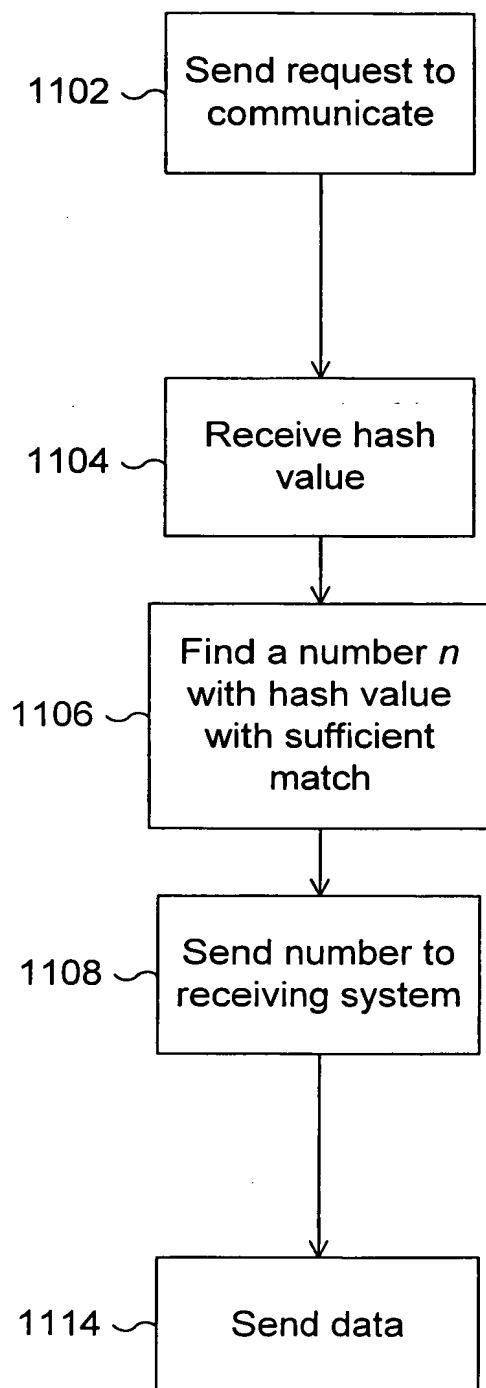 1102
Send request to
communicate
1104
Receive hash
value
1106
Find a number n
with hash value
with sufficient
match
1108
Send number to
receiving system
1114
Send data